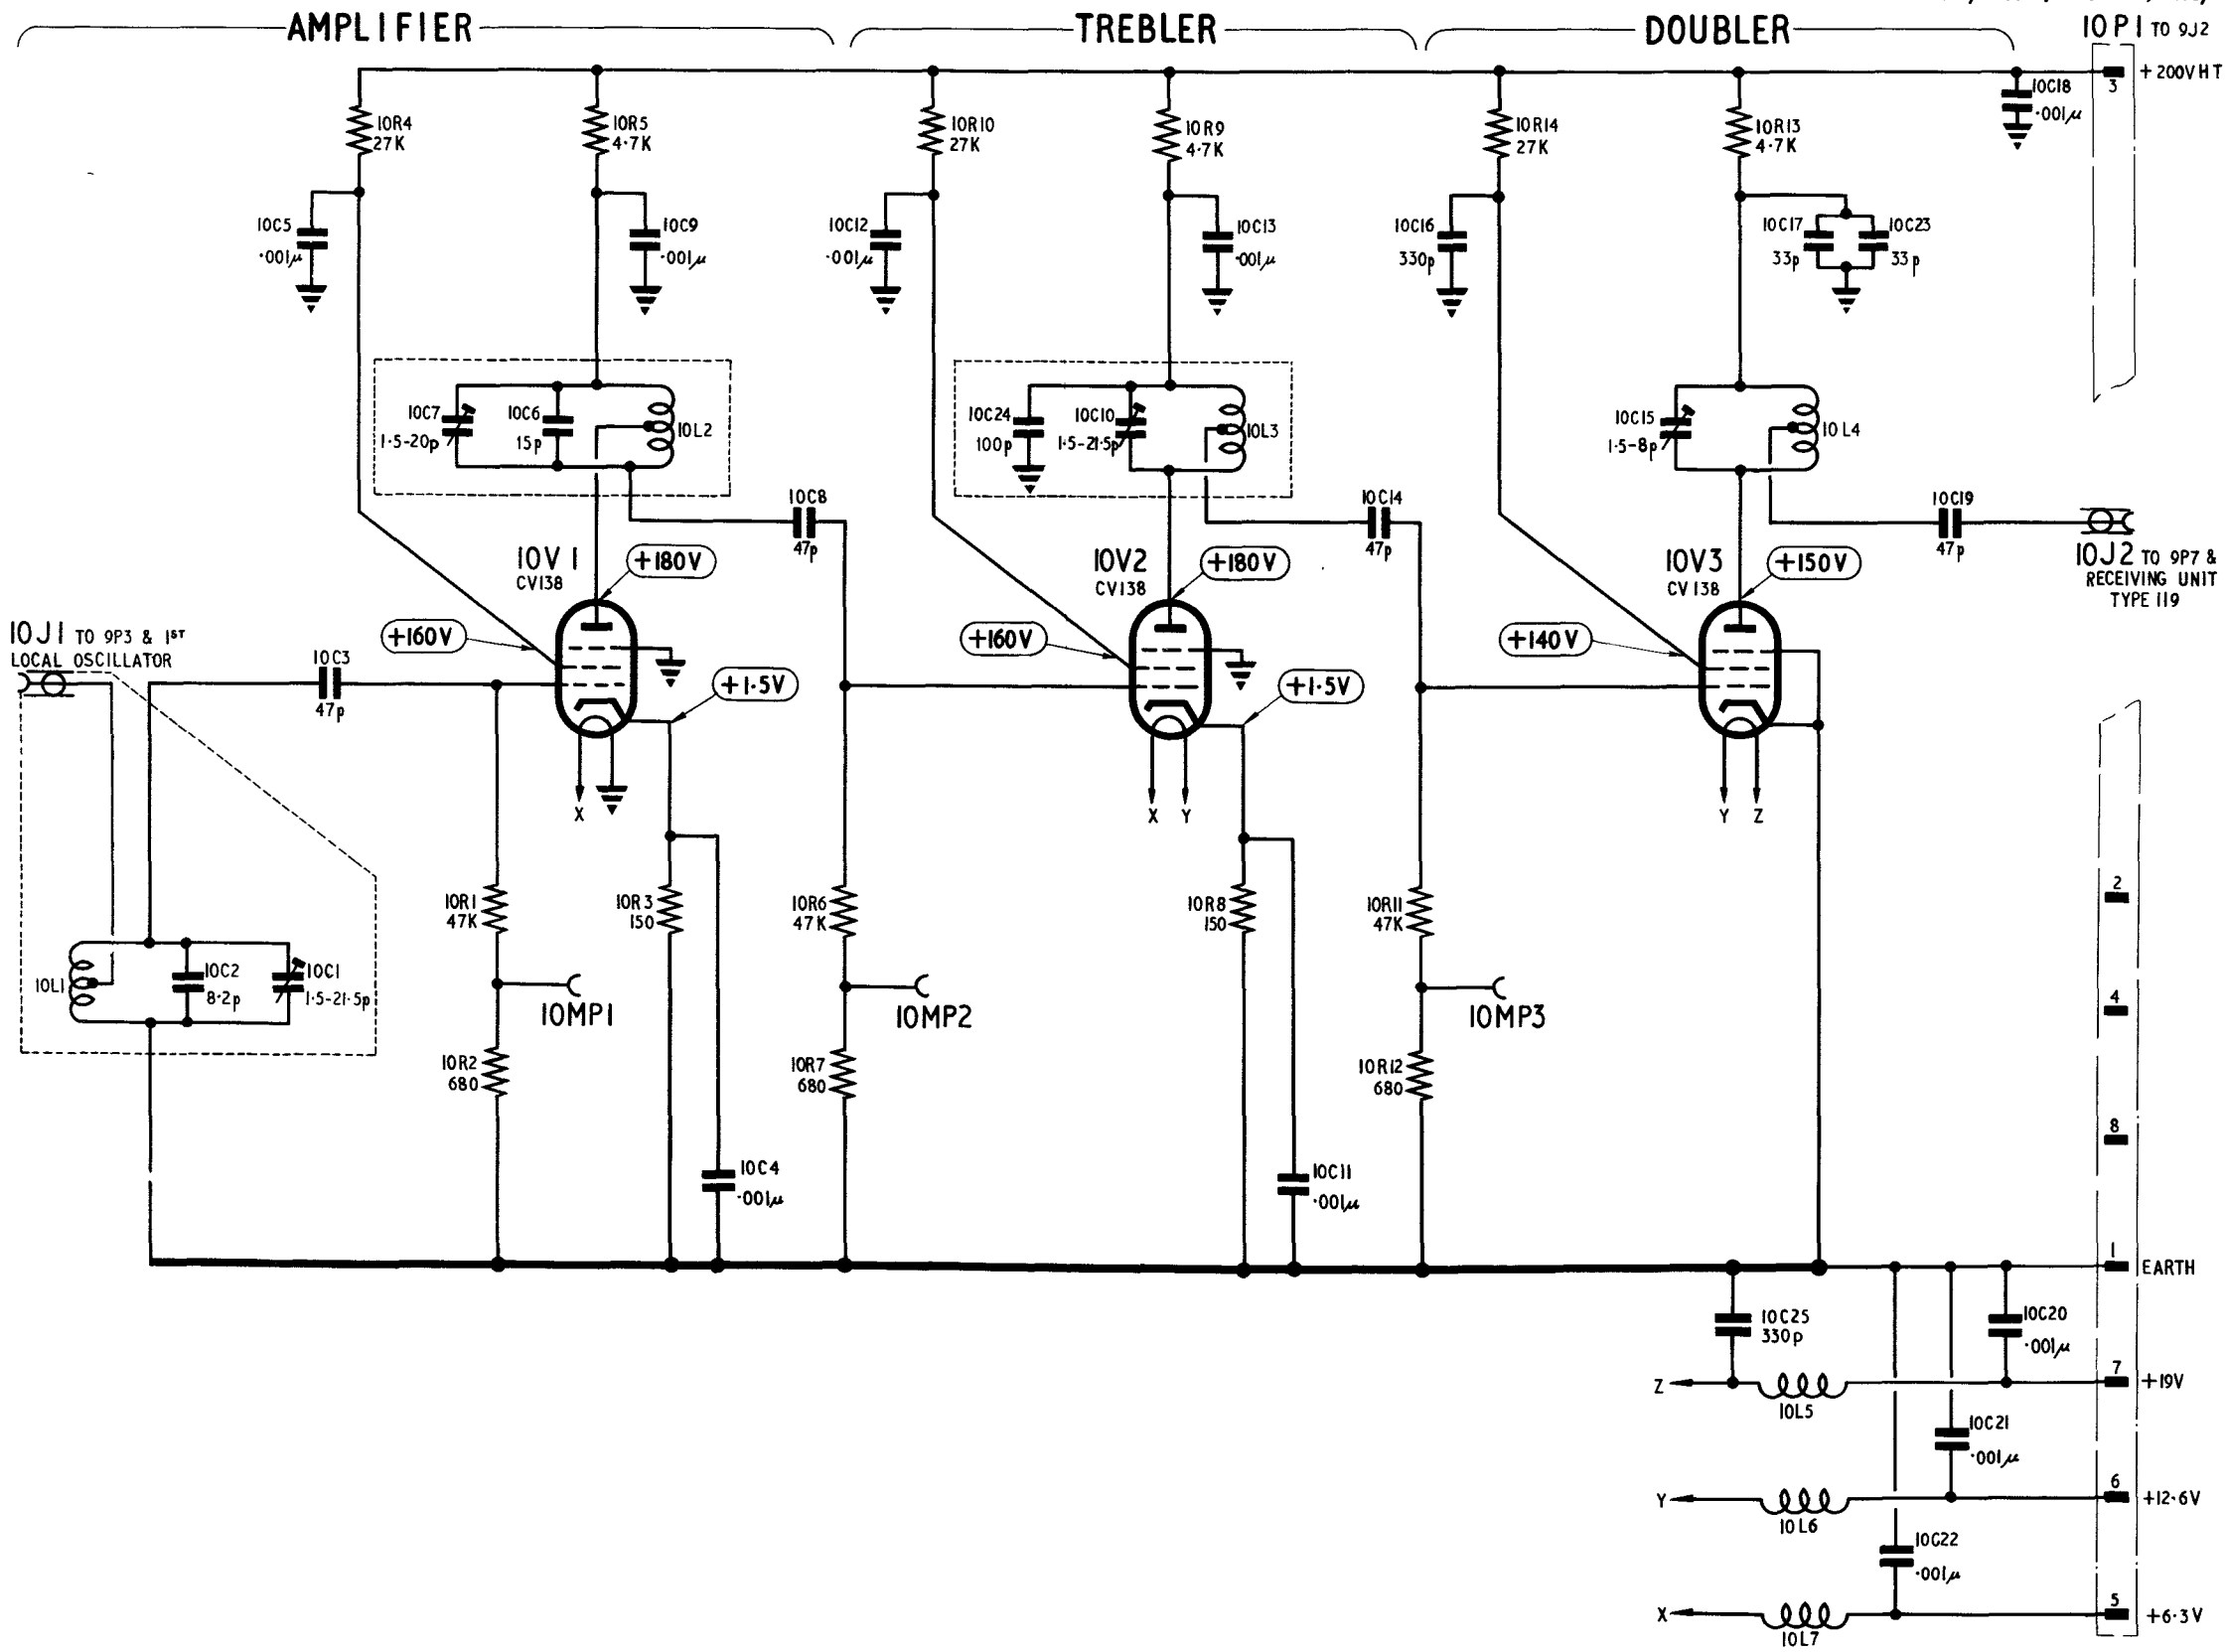 AMPLIFIER
TREBLER
DOUBLER
10P1 TO 9J2
3
+200VHT
10C18
·001μ
10R4
27K
10R5
4·7K
10R10
27K
10R9
4·7K
10R14
27K
10R13
4·7K
10C5
·001μ
10C9
·001μ
10C12
·001μ
10C13
·001μ
10C16
330p
10C17
33p
10C23
33p
10C7
1·5-20p
10C6
15p
10L2
10C24
100p
10C10
1·5-21·5p
10L3
10C15
1·5-8p
10L4
10C8
47p
10C14
47p
10C19
47p
10V1
CV138
+180V
10V2
CV138
+180V
10V3
CV138
+150V
10J2 TO 9P7 &
RECEIVING UNIT
TYPE 119
10J1 TO 9P3 & 1ST
LOCAL OSCILLATOR
10C3
47p
+160V
+1·5V
+160V
+1·5V
+140V
X
X
Y
Y
Z
10R1
47K
10R3
150
10R6
47K
10R8
150
10R11
47K
2
10L1
10C2
8·2p
10C1
1·5-21·5p
10MP1
10MP2
10MP3
4
10R2
680
10R7
680
10R12
680
8
10C4
·001μ
10C11
·001μ
1
EARTH
10C25
330p
10C20
·001μ
Z
10L5
7
+19V
10C21
·001μ
Y
10L6
6
+12·6V
10C22
·001μ
X
10L7
5
+6·3V